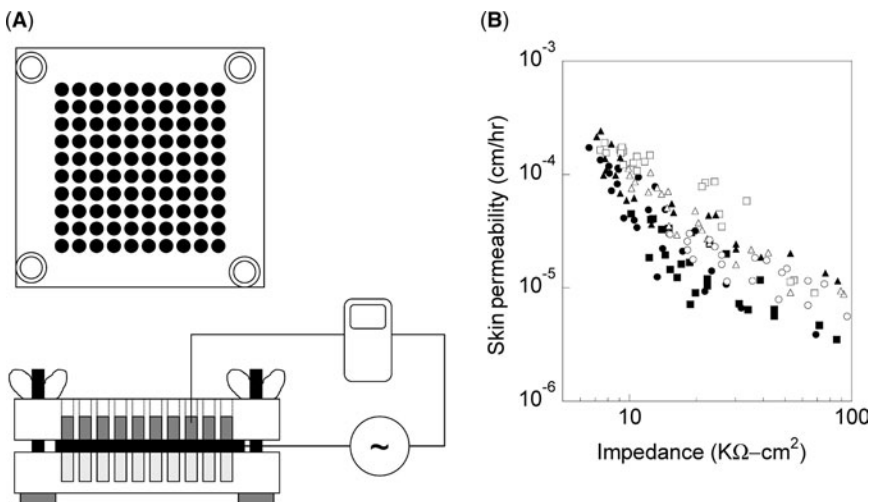 (A)
~
(B)
Skin permeability (cm/hr)
10⁻³
10⁻⁴
10⁻⁵
10⁻⁶
10
100
Impedance (KΩ–cm²)